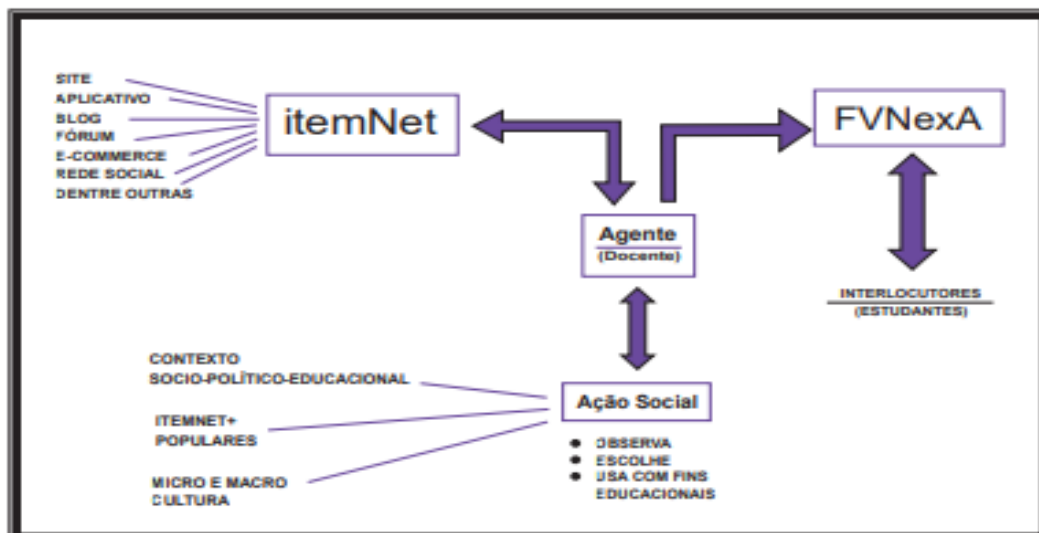 SITE
APLICATIVO
BLOG
FÓRUM
E-COMMERCE
REDE SOCIAL
DENTRE OUTRAS
itemNet
FVNexA
Agente
(Docente)
INTERLOCUTORES
(ESTUDANTES)
CONTEXTO
SOCIO-POLÍTICO-EDUCACIONAL
ITEMNET+
POPULARES
MICRO E MACRO
CULTURA
Ação Social
● OBSERVA
● ESCOLHE
● USA COM FINS
EDUCACIONAIS